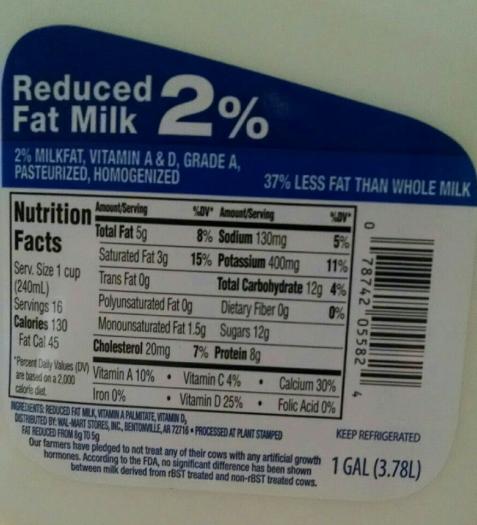 Reduced
Fat Milk 2%
2% MILKFAT, VITAMIN A & D, GRADE A,
PASTEURIZED, HOMOGENIZED
37% LESS FAT THAN WHOLE MILK
Nutrition
Facts
Serv. Size 1 cup
(240mL)
Servings 16
Calories 130
Fat Cal 45
*Percent Daily Values (DV)
are based on a 2,000
calorie diet.
Amount/Serving %DV* Amount/Serving %DV*
Total Fat 5g 8% Sodium 130mg 5%
Saturated Fat 3g 15% Potassium 400mg 11%
Trans Fat 0g Total Carbohydrate 12g 4%
Polyunsaturated Fat 0g Dietary Fiber 0g 0%
Monounsaturated Fat 1.5g Sugars 12g
Cholesterol 20mg 7% Protein 8g
Vitamin A 10% • Vitamin C 4% • Calcium 30%
Iron 0% • Vitamin D 25% • Folic Acid 0%
0 78742 05582 4
INGREDIENTS: REDUCED FAT MILK, VITAMIN A PALMITATE, VITAMIN D3
DISTRIBUTED BY: WAL-MART STORES, INC., BENTONVILLE, AR 72716 • PROCESSED AT PLANT STAMPED
FAT REDUCED FROM 8g TO 5g
Our farmers have pledged to not treat any of their cows with any artificial growth
hormones. According to the FDA, no significant difference has been shown
between milk derived from rBST treated and non-rBST treated cows.
KEEP REFRIGERATED
1 GAL (3.78L)